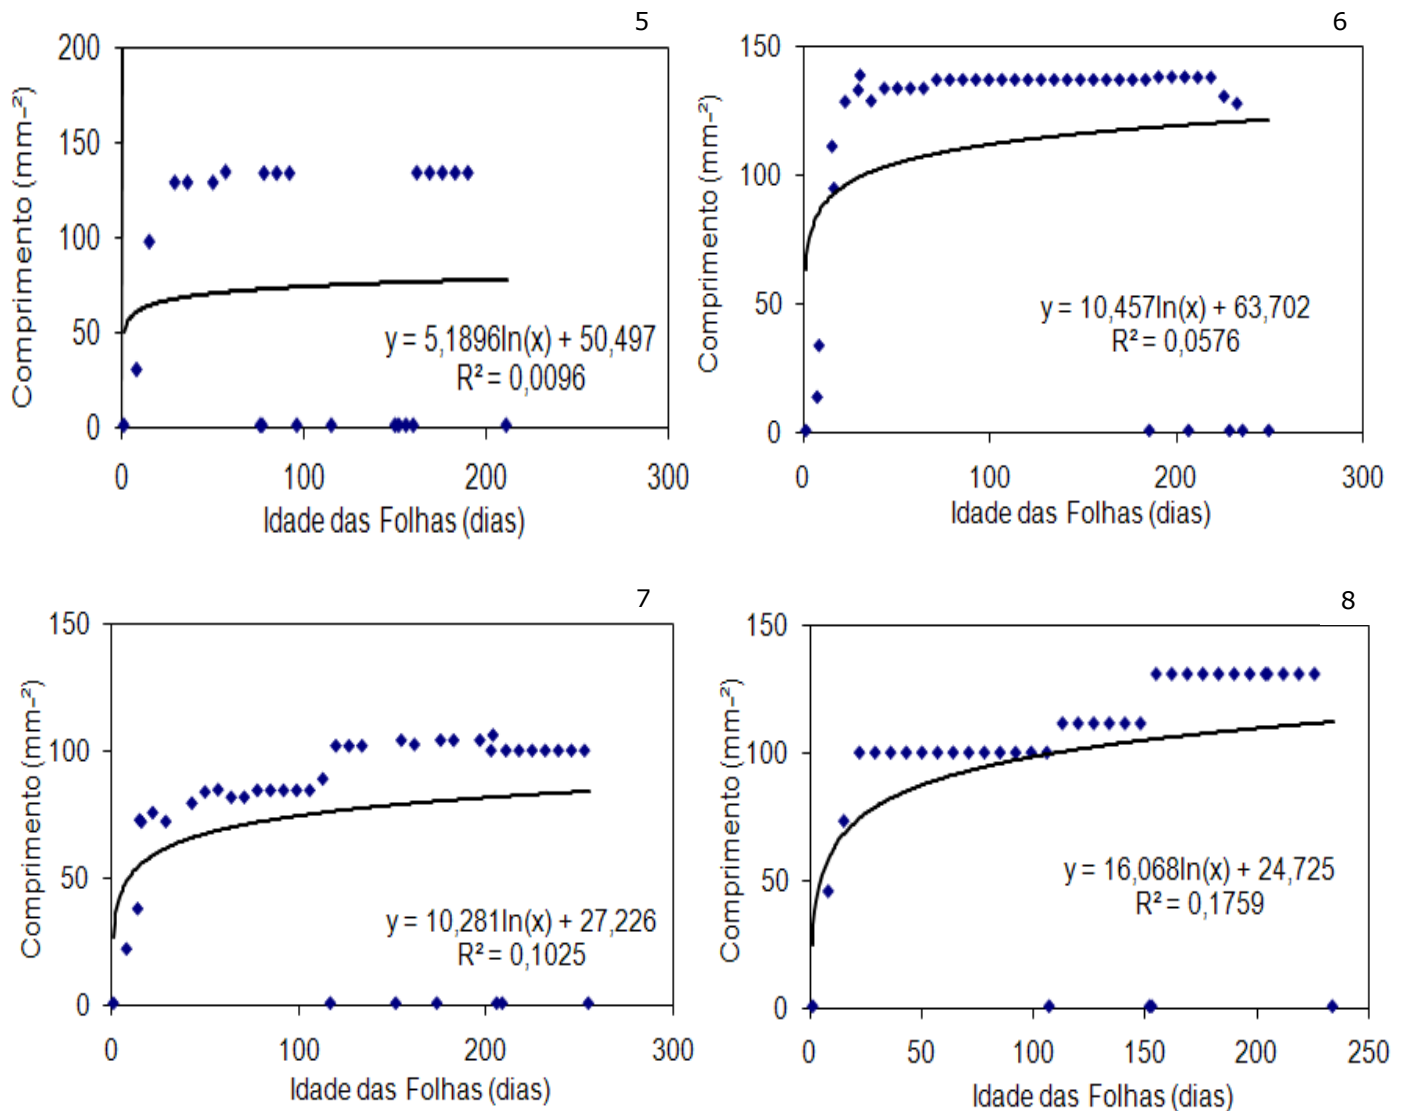 5
200
150
100
50
0
0 100 200 300
Comprimento (mm-²)
Idade das Folhas (dias)
y = 5,1896ln(x) + 50,497
R² = 0,0096
6
150
100
50
0
0 100 200 300
Comprimento (mm-²)
Idade das Folhas (dias)
y = 10,457ln(x) + 63,702
R² = 0,0576
7
150
100
50
0
0 100 200 300
Comprimento (mm-²)
Idade das Folhas (dias)
y = 10,281ln(x) + 27,226
R² = 0,1025
8
150
100
50
0
0 50 100 150 200 250
Comprimento (mm-²)
Idade das Folhas (dias)
y = 16,068ln(x) + 24,725
R² = 0,1759